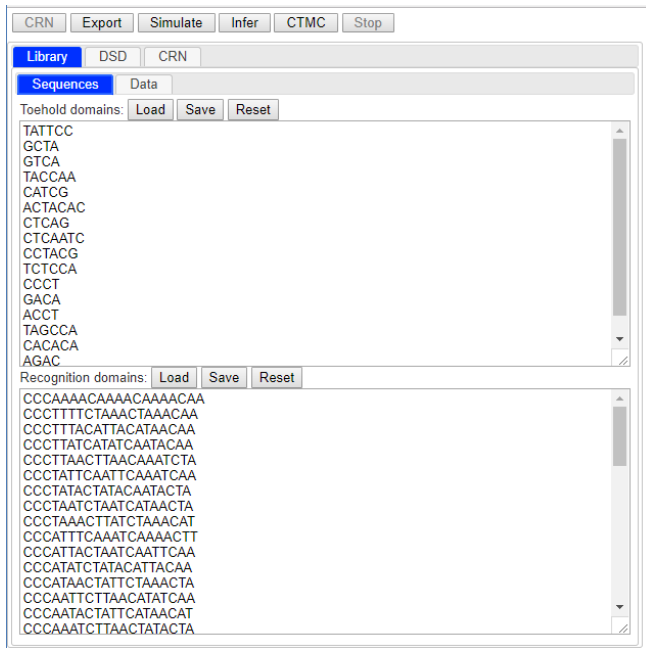 CRN Export Simulate Infer CTMC Stop
Library DSD CRN
Sequences Data
Toehold domains: Load Save Reset
TATTCC
GCTA
GTCA
TACCAA
CATCG
ACTACAC
CTCAG
CTCAATC
CCTACG
TCTCCA
CCCT
GACA
ACCT
TAGCCA
CACACA
AGAC
Recognition domains: Load Save Reset
CCCAAAACAAAACAAAACAA
CCCTTTTCTAAACTAAACAA
CCCTTTACATTACATAACAA
CCCTTATCATATCAATACAA
CCCTTAACTTAACAAATCTA
CCCTATTCAATTCAAATCAA
CCCTATACTATACAATACTA
CCCTAATCTAATCATAACTA
CCCTAAACTTATCTAAACAT
CCCATTTCAAATCAAAACTT
CCCATTACTAATCAATTCAA
CCCATATCTATACATTACAA
CCCATAACTATTCTAAACTA
CCCAATTCTTAACATATCAA
CCCAATACTATTCATAACAT
CCCAAATCTTAACTATACTA